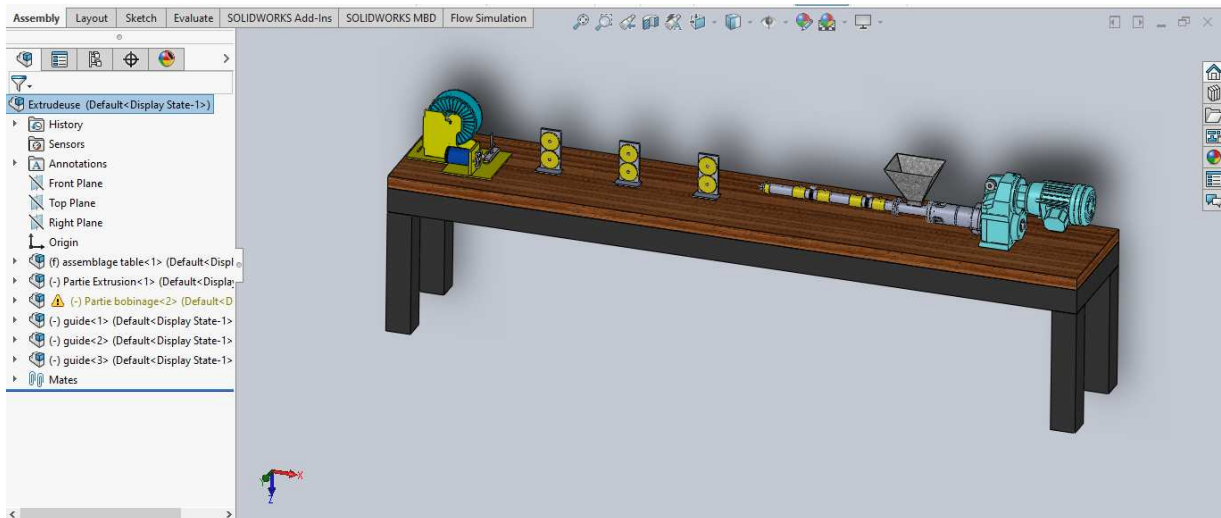 Assembly Layout Sketch Evaluate SOLIDWORKS Add-Ins SOLIDWORKS MBD Flow Simulation
Extrudeuse (Default<Display State-1>)
History
Sensors
Annotations
Front Plane
Top Plane
Right Plane
Origin
(f) assemblage table<1> (Default<Displ
(-) Partie Extrusion<1> (Default<Display
(-) Partie bobinage<2> (Default<D
(-) guide<1> (Default<Display State-1>
(-) guide<2> (Default<Display State-1>
(-) guide<3> (Default<Display State-1>
Mates
X
Y
Z